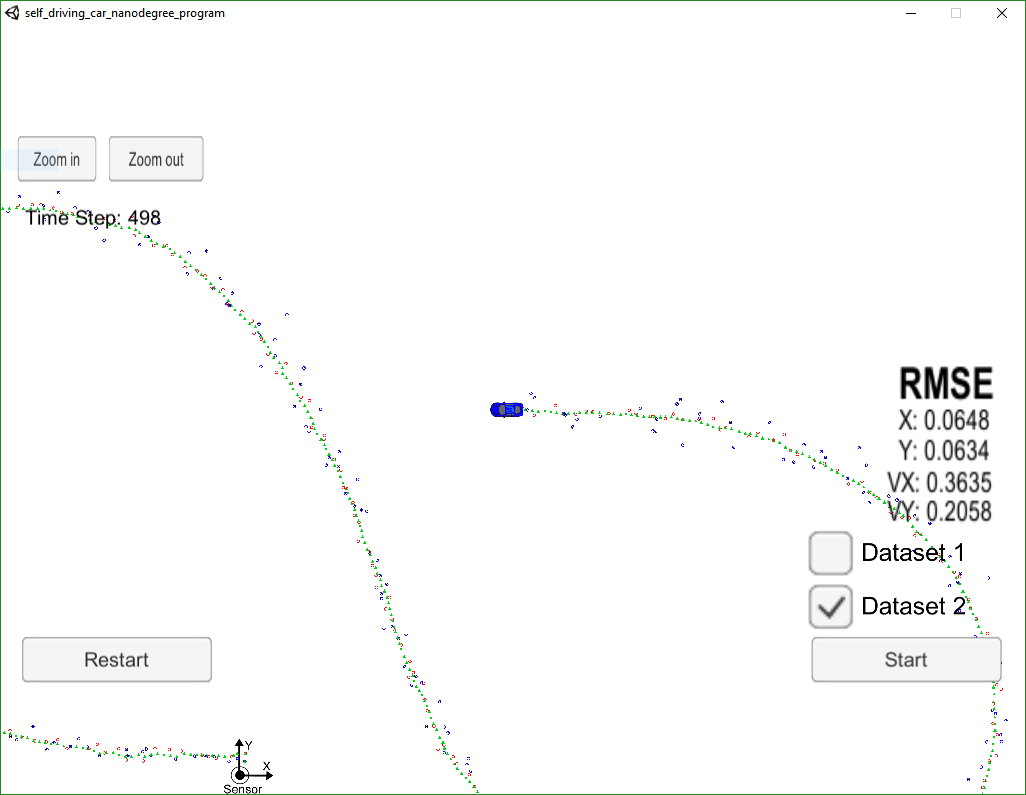 self_driving_car_nanodegree_program
Zoom in
Zoom out
Time Step: 498
RMSE
X: 0.0648
Y: 0.0634
VX: 0.3635
VY: 0.2058
Dataset 1
Dataset 2
Restart
Start
Y
X
Sensor